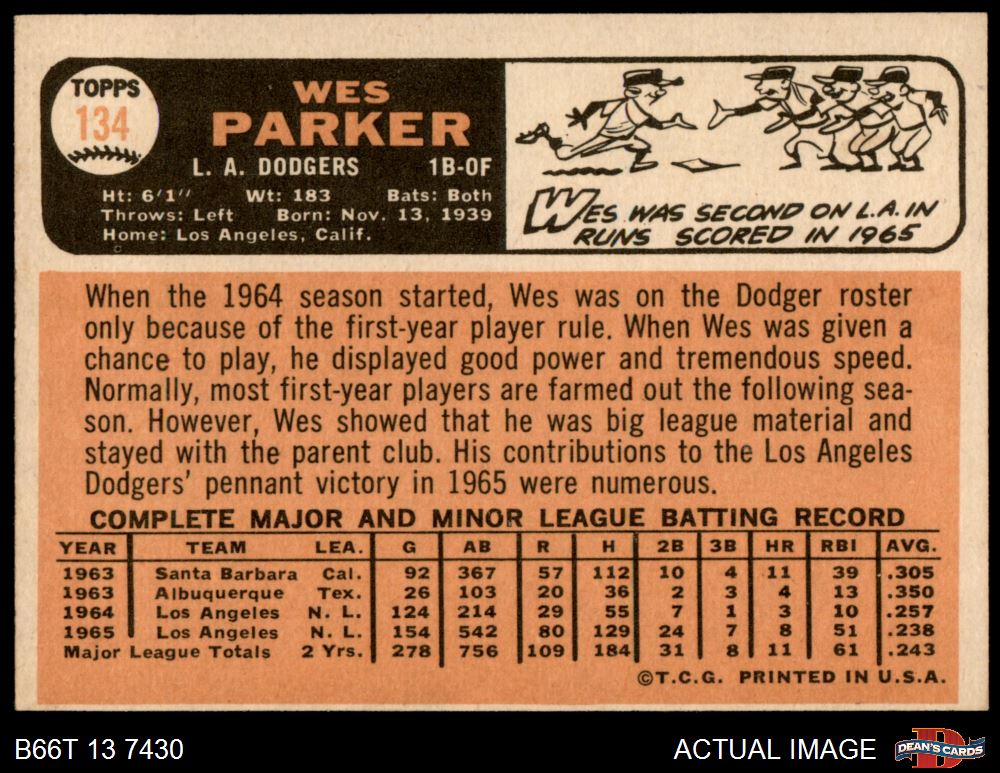 TOPPS
134
WES
PARKER
L. A. DODGERS 1B-OF
Ht: 6'1" Wt: 183 Bats: Both
Throws: Left Born: Nov. 13, 1939
Home: Los Angeles, Calif.
WES WAS SECOND ON L.A. IN
RUNS SCORED IN 1965
When the 1964 season started, Wes was on the Dodger roster
only because of the first-year player rule. When Wes was given a
chance to play, he displayed good power and tremendous speed.
Normally, most first-year players are farmed out the following sea-
son. However, Wes showed that he was big league material and
stayed with the parent club. His contributions to the Los Angeles
Dodgers' pennant victory in 1965 were numerous.
COMPLETE MAJOR AND MINOR LEAGUE BATTING RECORD
YEAR TEAM LEA. G AB R H 2B 3B HR RBI AVG.
1963 Santa Barbara Cal. 92 367 57 112 10 4 11 39 .305
1963 Albuquerque Tex. 26 103 20 36 2 3 4 13 .350
1964 Los Angeles N. L. 124 214 29 55 7 1 3 10 .257
1965 Los Angeles N. L. 154 542 80 129 24 7 8 51 .238
Major League Totals 2 Yrs. 278 756 109 184 31 8 11 61 .243
©T.C.G. PRINTED IN U.S.A.
B66T 13 7430
ACTUAL IMAGE
DEAN'S CARDS